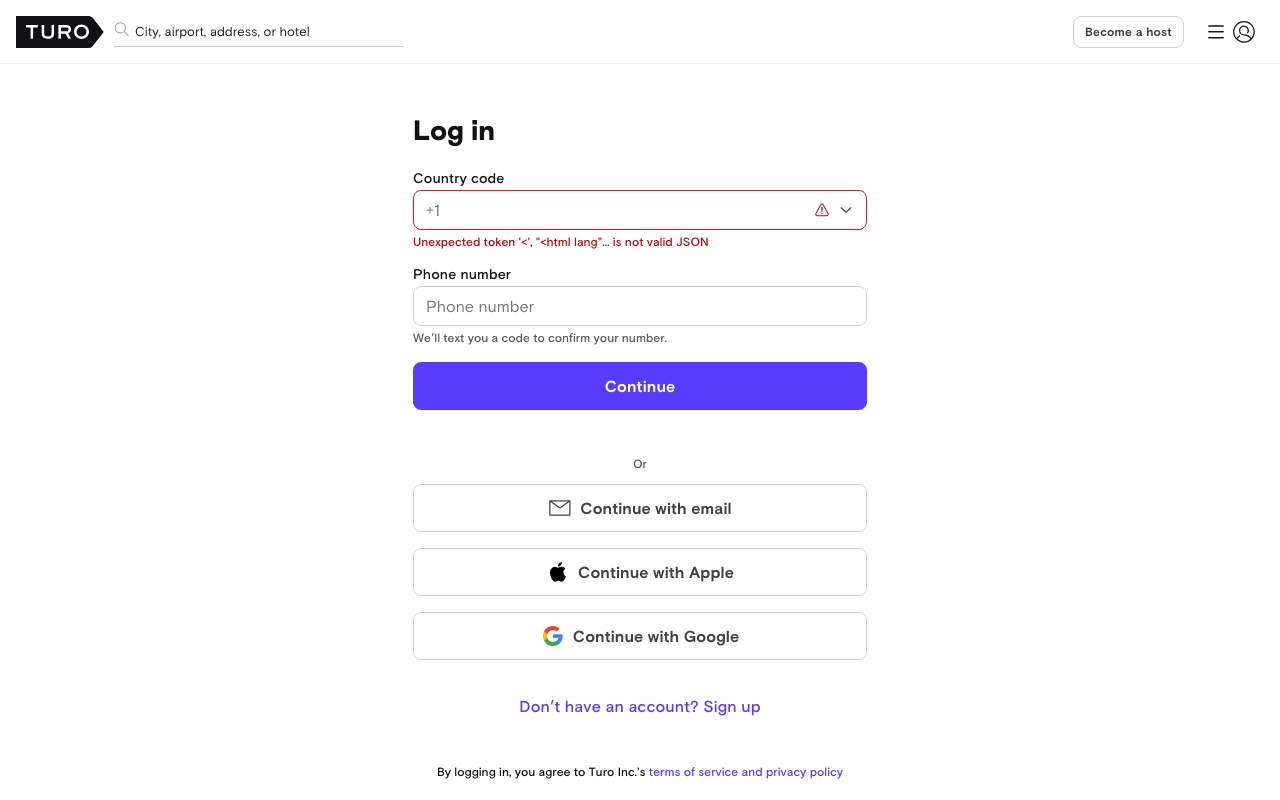 TURO
City, airport, address, or hotel
Become a host
Log in
Country code
+1
Unexpected token '<', "<html lang"... is not valid JSON
Phone number
Phone number
We’ll text you a code to confirm your number.
Continue
Or
Continue with email
Continue with Apple
Continue with Google
Don’t have an account? Sign up
By logging in, you agree to Turo Inc.'s terms of service and privacy policy